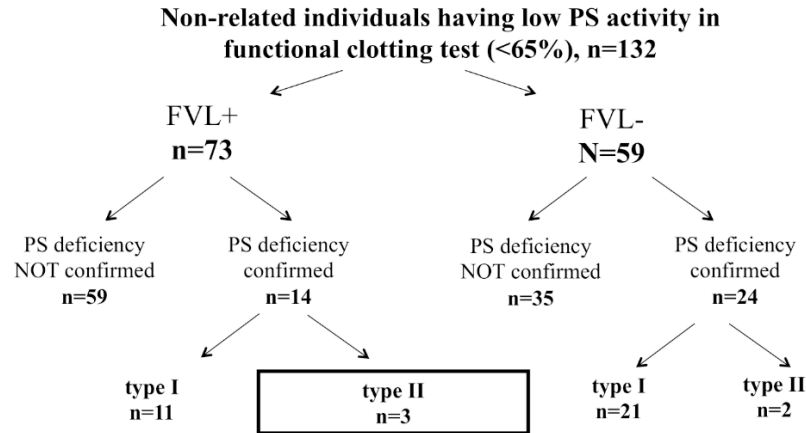 Non-related individuals having low PS activity in
functional clotting test (<65%), n=132
FVL+
n=73
FVL-
N=59
PS deficiency
NOT confirmed
n=59
PS deficiency
confirmed
n=14
PS deficiency
NOT confirmed
n=35
PS deficiency
confirmed
n=24
type I
n=11
type II
n=3
type I
n=21
type II
n=2